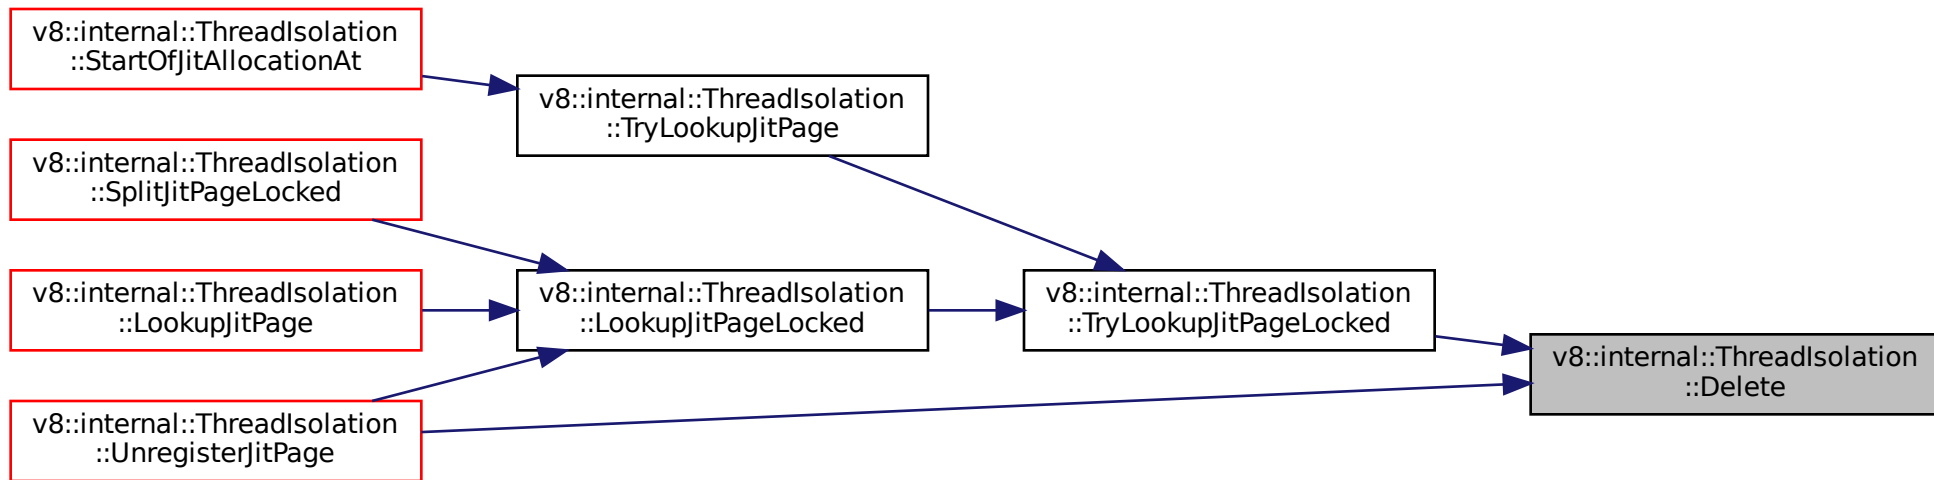 v8::internal::ThreadIsolation
::StartOfJitAllocationAt
v8::internal::ThreadIsolation
::TryLookupJitPage
v8::internal::ThreadIsolation
::SplitJitPageLocked
v8::internal::ThreadIsolation
::LookupJitPage
v8::internal::ThreadIsolation
::LookupJitPageLocked
v8::internal::ThreadIsolation
::TryLookupJitPageLocked
v8::internal::ThreadIsolation
::Delete
v8::internal::ThreadIsolation
::UnregisterJitPage